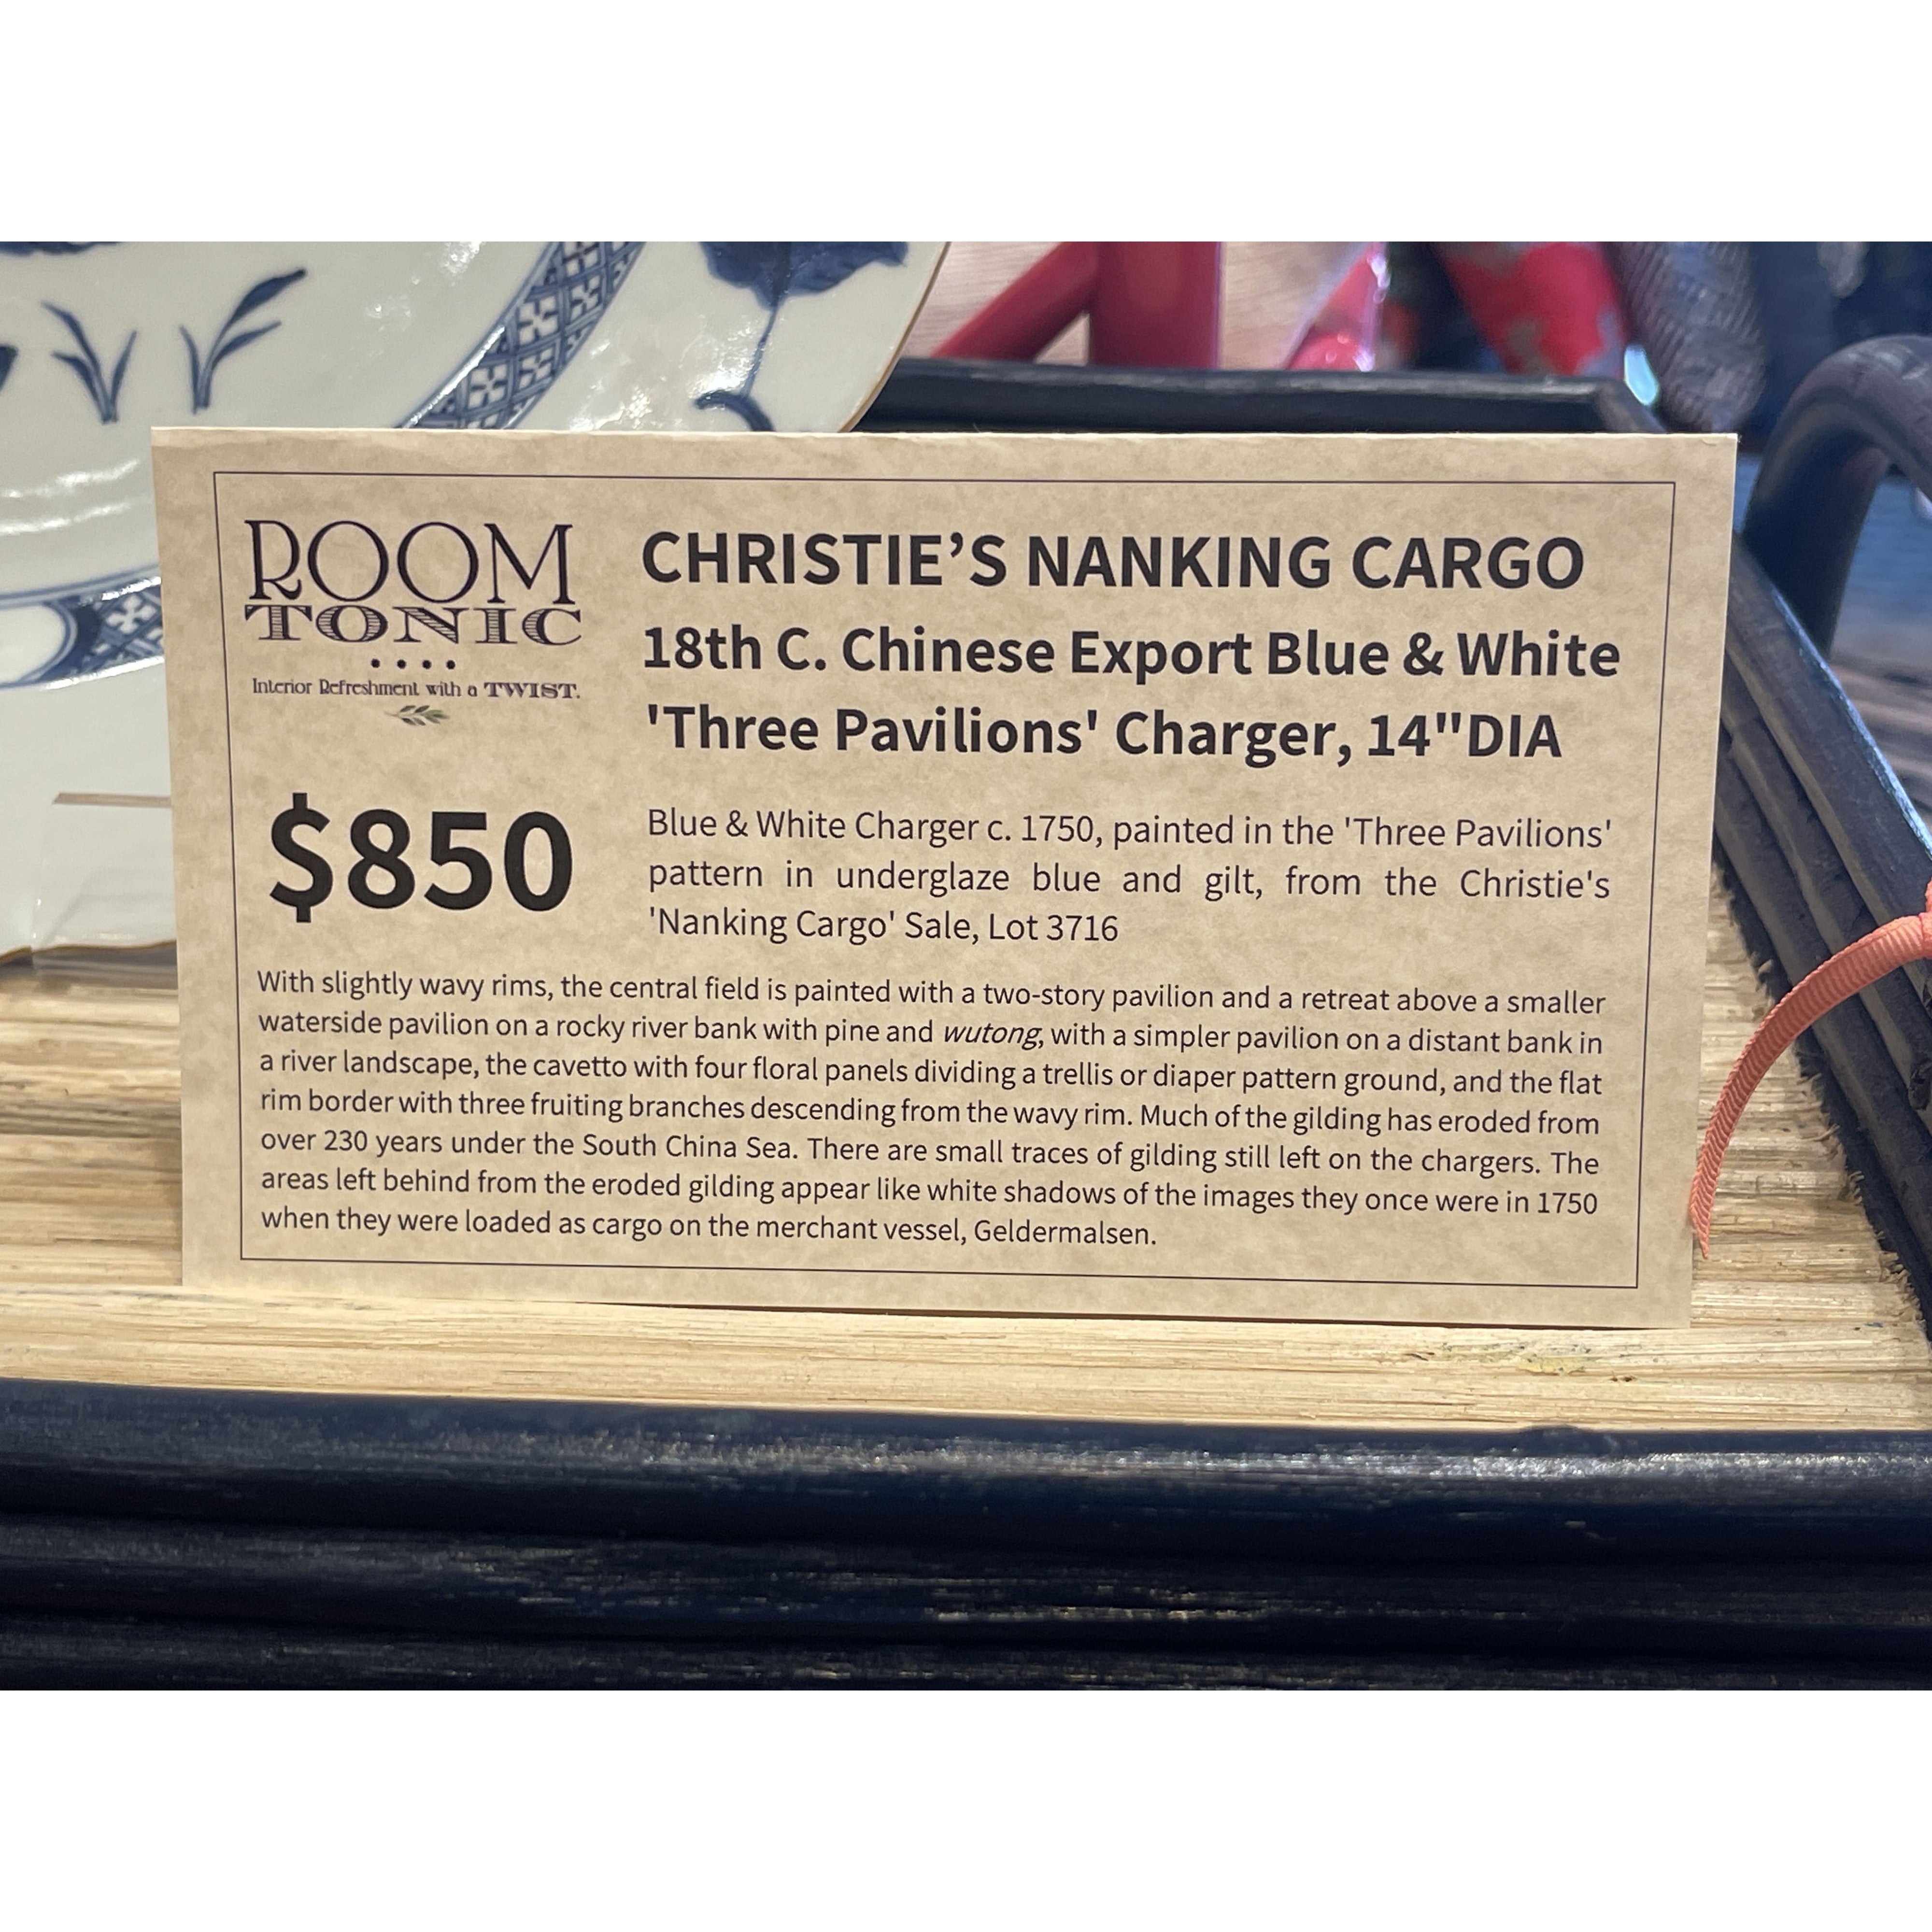 ROOM
TONIC
Interior Refreshment with a TWIST.
CHRISTIE’S NANKING CARGO
18th C. Chinese Export Blue & White
'Three Pavilions' Charger, 14"DIA
$850
Blue & White Charger c. 1750, painted in the 'Three Pavilions'
pattern in underglaze blue and gilt, from the Christie's
'Nanking Cargo' Sale, Lot 3716
With slightly wavy rims, the central field is painted with a two-story pavilion and a retreat above a smaller
waterside pavilion on a rocky river bank with pine and wutong, with a simpler pavilion on a distant bank in
a river landscape, the cavetto with four floral panels dividing a trellis or diaper pattern ground, and the flat
rim border with three fruiting branches descending from the wavy rim. Much of the gilding has eroded from
over 230 years under the South China Sea. There are small traces of gilding still left on the chargers. The
areas left behind from the eroded gilding appear like white shadows of the images they once were in 1750
when they were loaded as cargo on the merchant vessel, Geldermalsen.